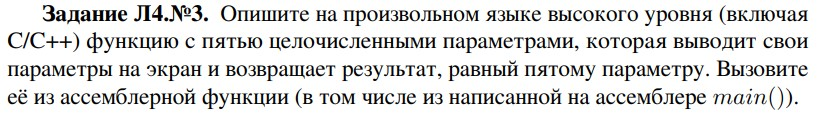 Задание Л4.№3. Опишите на произвольном языке высокого уровня (включая
C/C++) функцию с пятью целочисленными параметрами, которая выводит свои
параметры на экран и возвращает результат, равный пятому параметру. Вызовите
её из ассемблерной функции (в том числе из написанной на ассемблере main()).